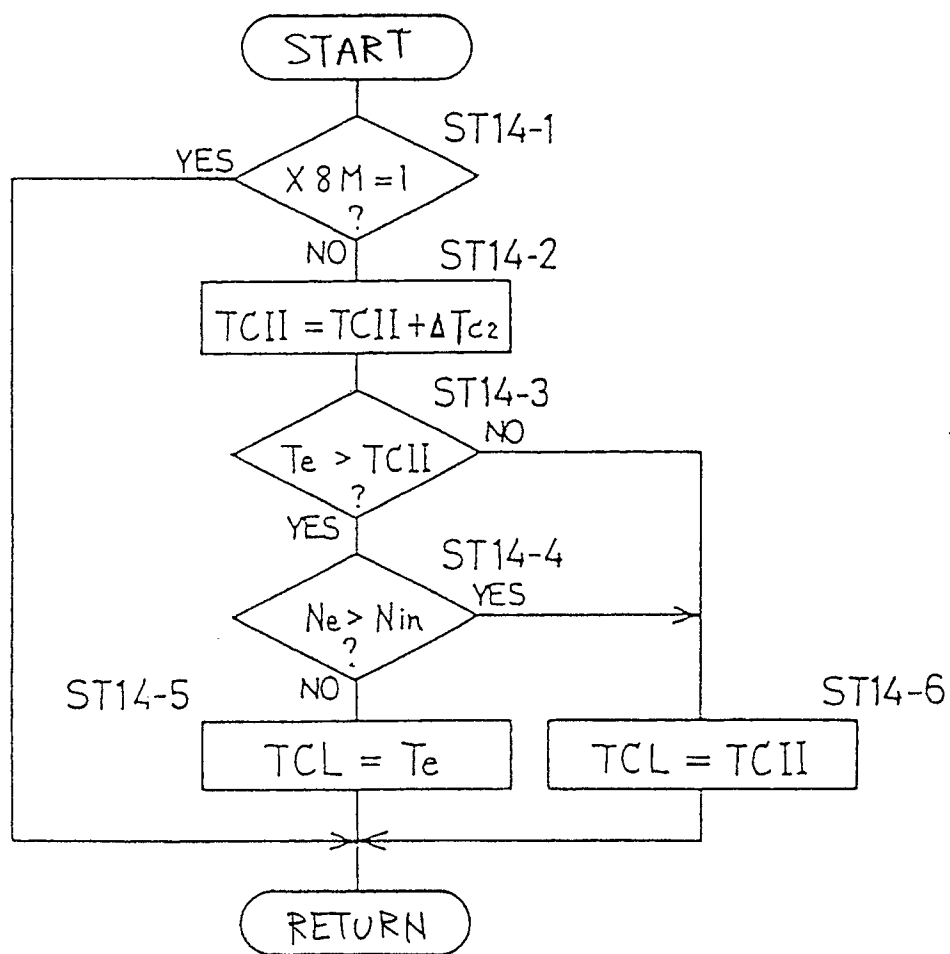 START
ST14-1
YES
X8M=1
?
NO
ST14-2
TCII = TCII + ΔTc2
ST14-3
NO
Te > TCII
?
YES
ST14-4
YES
Ne > Nin
?
NO
ST14-5
ST14-6
TCL = Te
TCL = TCII
RETURN